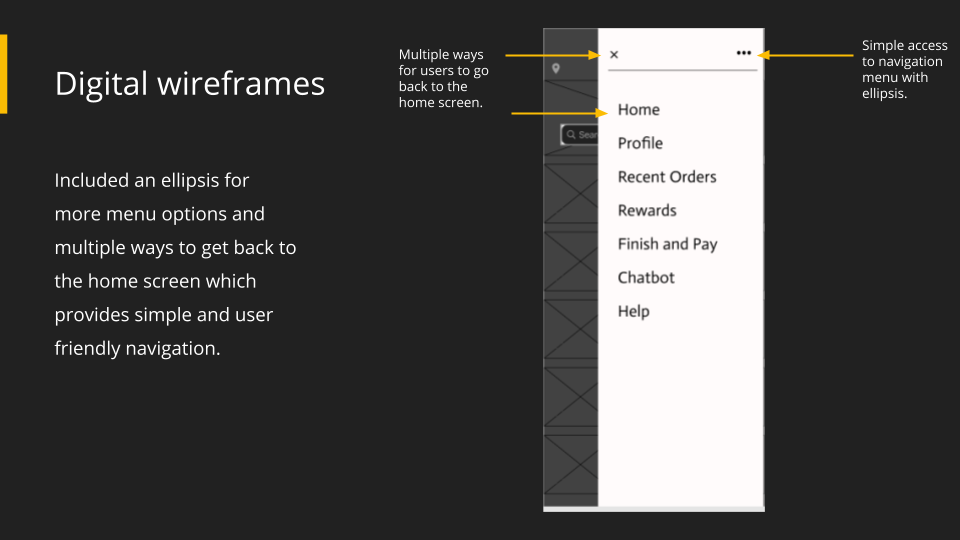 Digital wireframes
Included an ellipsis for
more menu options and
multiple ways to get back to
the home screen which
provides simple and user
friendly navigation.
Multiple ways
for users to go
back to the
home screen.
Home
Profile
Recent Orders
Rewards
Finish and Pay
Chatbot
Help
Simple access
to navigation
menu with
ellipsis.